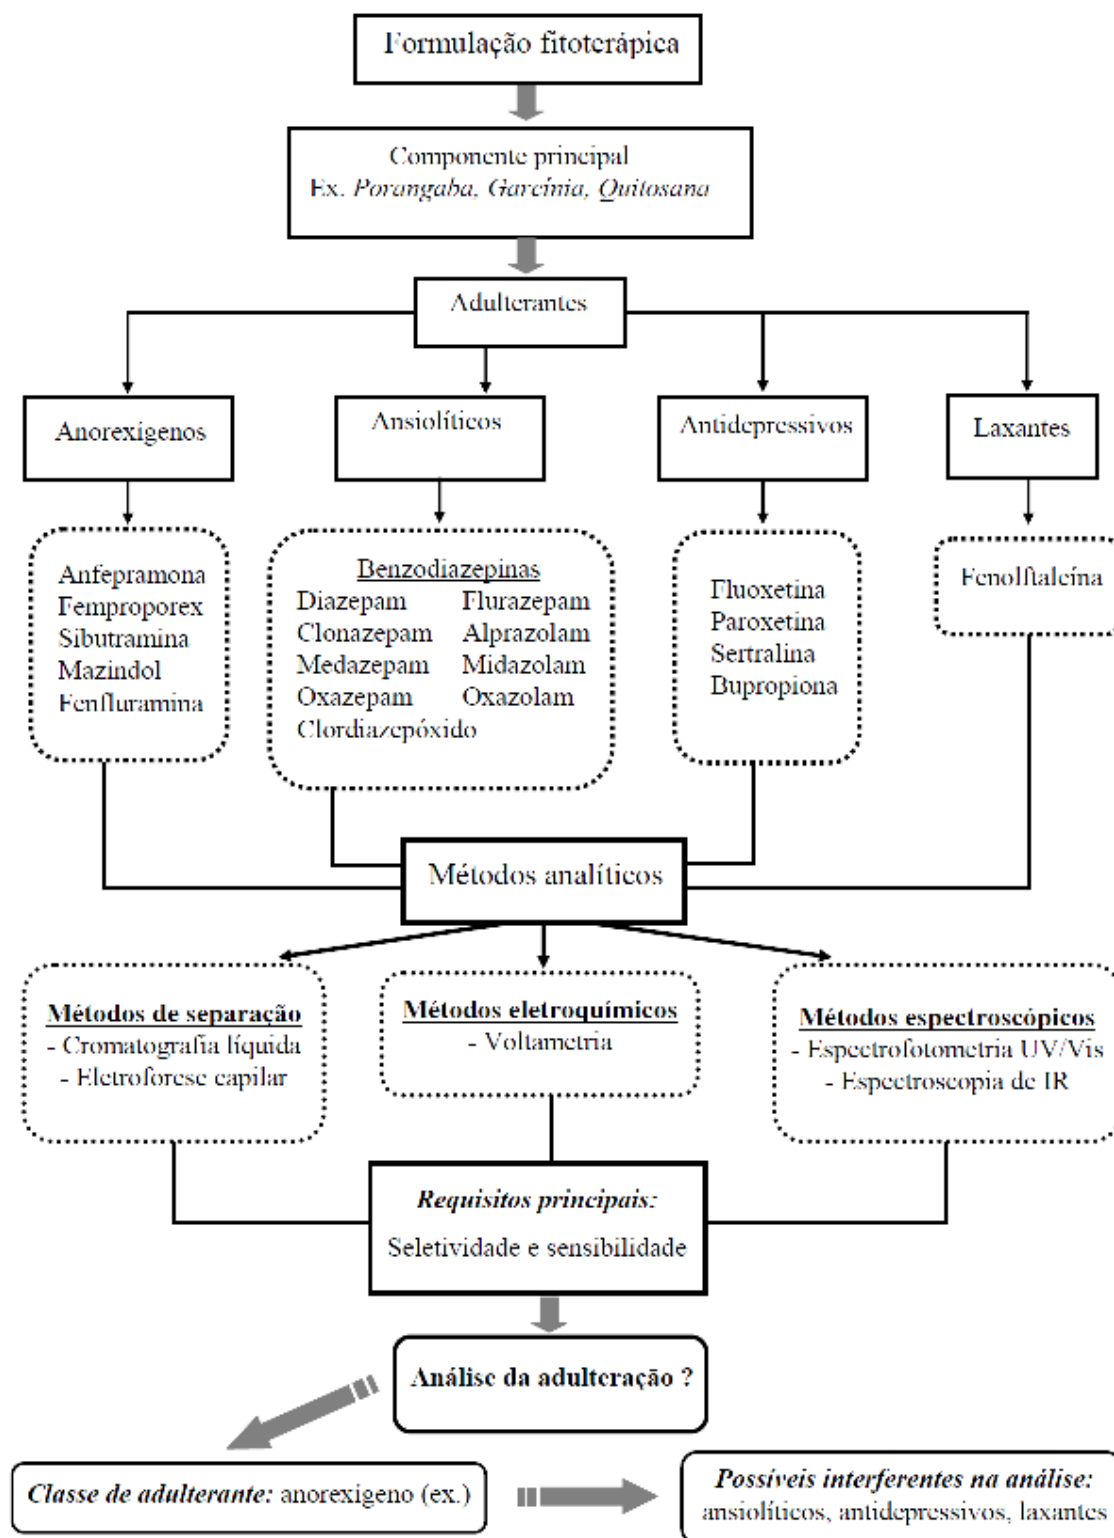 Formulação fitoterápica
Componente principal
Ex. Porangaba, Garcínia, Quitosana
Adulterantes
Anorexígenos
Ansiolíticos
Antidepressivos
Laxantes
Anfepramona
Femproporex
Sibutramina
Mazindol
Fenfluramina
Benzodiazepinas
Diazepam Flurazepam
Clonazepam Alprazolam
Medazepam Midazolam
Oxazepam Oxazolam
Clordiazepóxido
Fluoxetina
Paroxetina
Sertralina
Bupropiona
Fenolftaleína
Métodos analíticos
Métodos de separação
- Cromatografia líquida
- Eletroforese capilar
Métodos eletroquímicos
- Voltametria
Métodos espectroscópicos
- Espectrofotometria UV/Vis
- Espectroscopia de IR
Requisitos principais:
Seletividade e sensibilidade
Análise da adulteração ?
Classe de adulterante: anorexigeno (ex.)
Possíveis interferentes na análise:
ansiolíticos, antidepressivos, laxantes